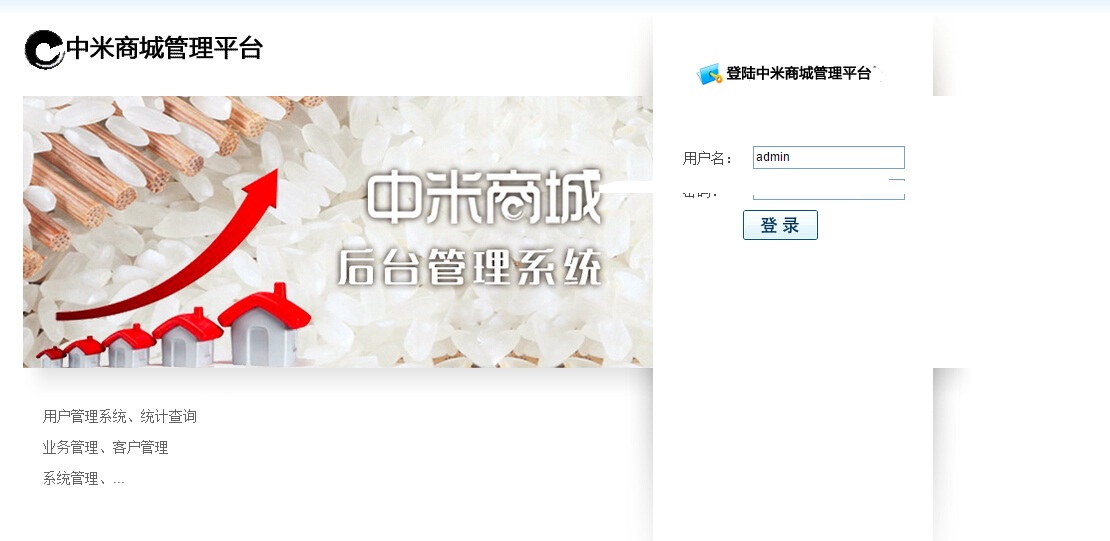 中米商城管理平台
登陆中米商城管理平台
中米商城
后台管理系统
用户名：
admin
登录
用户管理系统、统计查询
业务管理、客户管理
系统管理、...